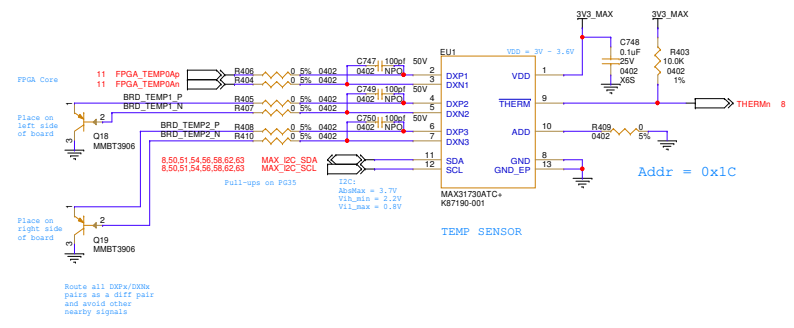 3V3_MAX
3V3_MAX
EU1
VDD = 3V - 3.6V
C748
0.1uF
25V
0402
X6S
R403
10.0K
0402
1%
C747 100pf 50V
0402 NPO
FPGA Core
11 FPGA_TEMP0Ap R406 0 5% 0402 2 DXP1 VDD 1
11 FPGA_TEMP0An R404 0 5% 0402 3 DXN1
C749 100pf 50V
0402 NPO
BRD_TEMP1_P R405 0 5% 0402 4 DXP2 THERM 9 THERMn 8
BRD_TEMP1_N R407 0 5% 0402 5 DXN2
Place on
left side
of board
1
2
3
Q18
MMBT3906
C750 100pf 50V
0402 NPO
BRD_TEMP2_P R408 0 5% 0402 6 DXP3 ADD 10 R409 0
0402 5%
BRD_TEMP2_N R410 0 5% 0402 7 DXN3
8,50,51,54,56,58,62,63 MAX_I2C_SDA 11 SDA GND 8
8,50,51,54,56,58,62,63 MAX_I2C_SCL 12 SCL GND_EP 13
Addr = 0x1C
Pull-ups on PG35
I2C:
AbsMax = 3.7V
Vih_min = 2.2V
Vil_max = 0.8V
MAX31730ATC+
K87190-001
TEMP SENSOR
Place on
right side
of board
1
2
3
Q19
MMBT3906
Route all DXPx/DXNx
pairs as a diff pair
and avoid other
nearby signals